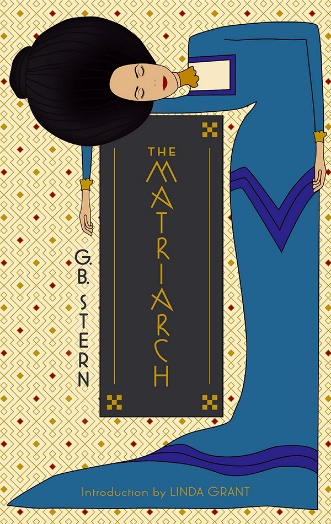 THE
MATRIARCH
G.B. STERN
Introduction by LINDA GRANT